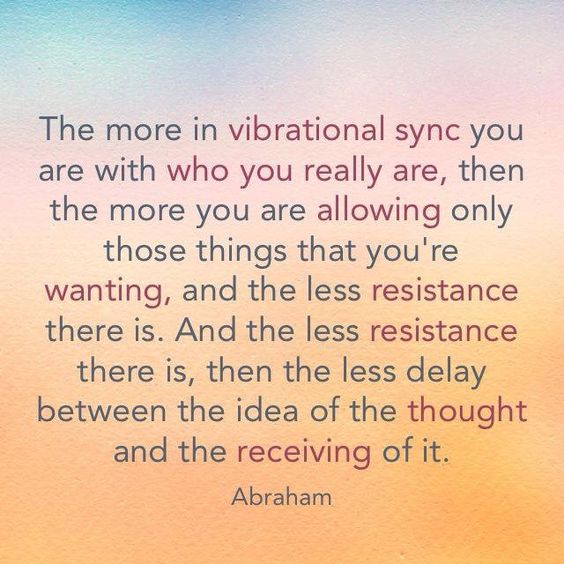 The more in vibrational sync you
are with who you really are, then
the more you are allowing only
those things that you're
wanting, and the less resistance
there is. And the less resistance
there is, then the less delay
between the idea of the thought
and the receiving of it.
Abraham